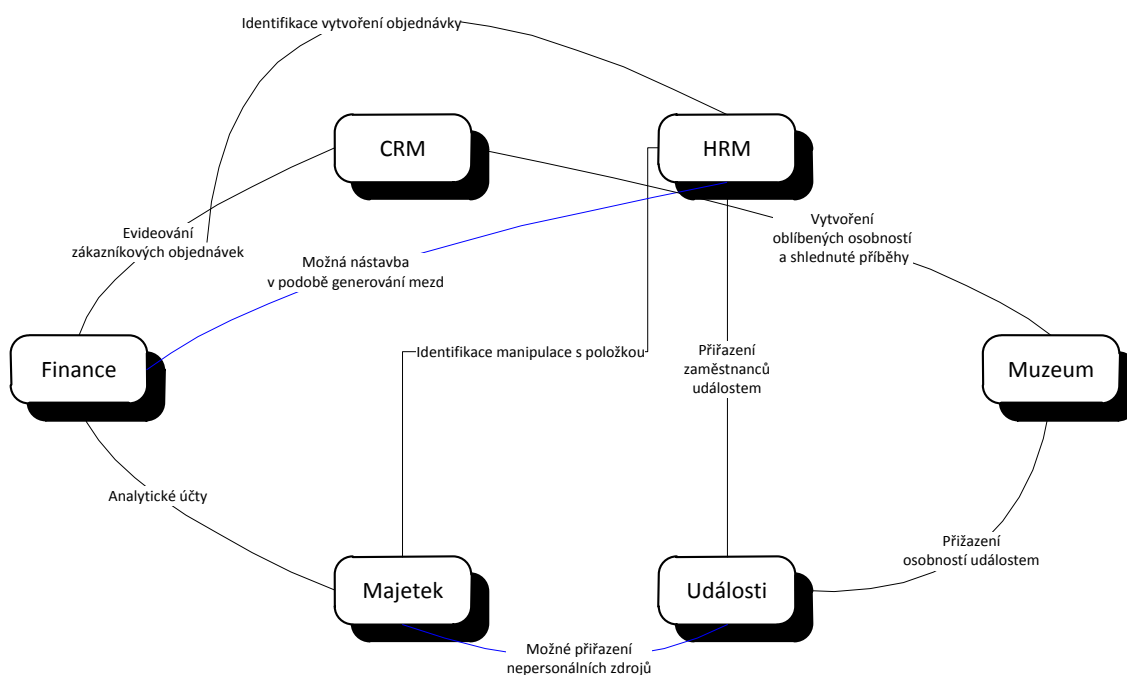 Identifikace vytvoření objednávky
CRM
HRM
Evideování
zákazníkových objednávek
Vytvoření
oblíbených osobností
a shlednuté příběhy
Možná nástavba
v podobě generování mezd
Finance
Identifikace manipulace s položkou
Přiřazení
zaměstnanců
událostem
Muzeum
Analytické účty
Přižazení
osobností událostem
Majetek
Události
Možné přiřazení
nepersonálních zdrojů